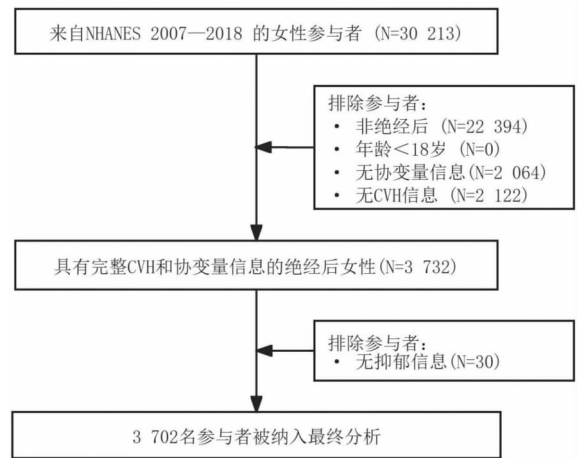 来自NHANES 2007—2018 的女性参与者 (N=30 213)
排除参与者:
· 非绝经后 (N=22 394)
· 年龄<18岁 (N=0)
· 无协变量信息(N=2 064)
· 无CVH信息 (N=2 122)
具有完整CVH和协变量信息的绝经后女性(N=3 732)
排除参与者:
· 无抑郁信息(N=30)
3 702名参与者被纳入最终分析